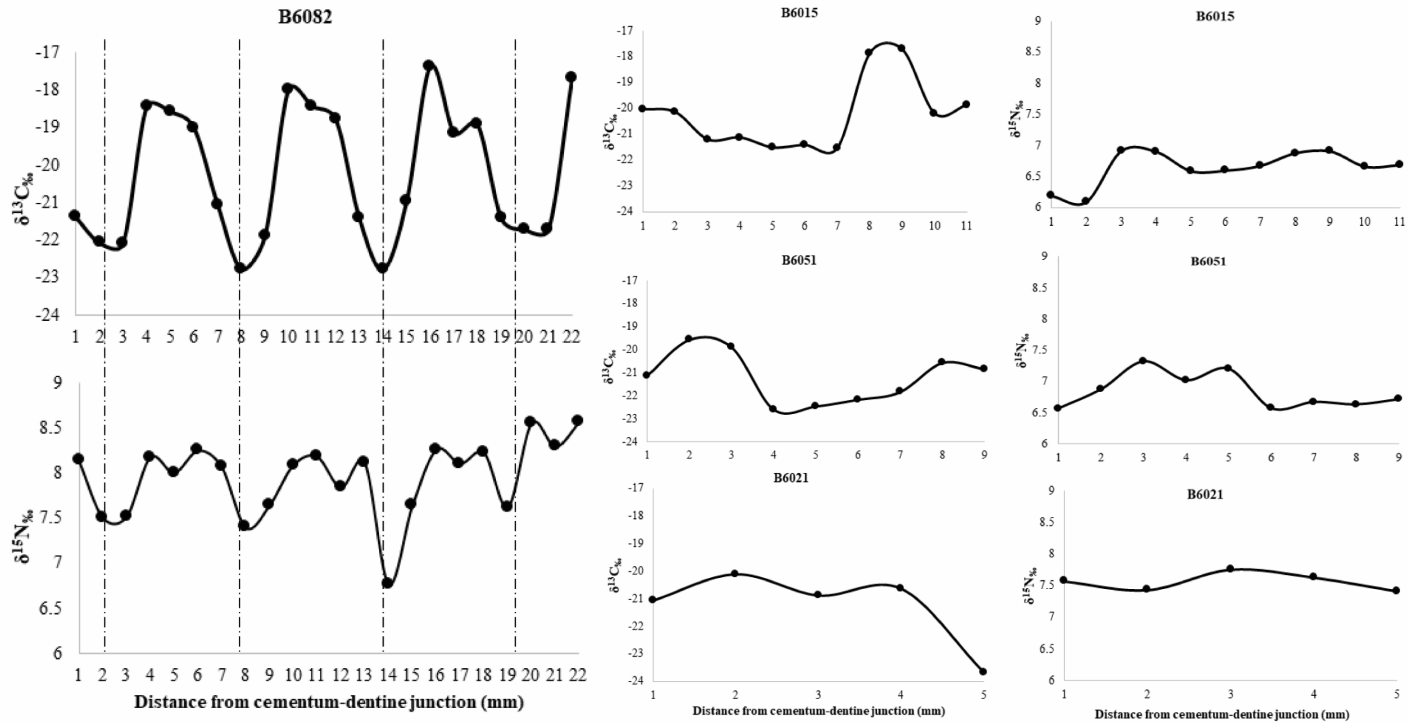 B6082
-17
-18
-19
-20
-21
-22
-23
-24
δ¹³C‰
1 2 3 4 5 6 7 8 9 10 11 12 13 14 15 16 17 18 19 20 21 22
9
8.5
8
7.5
7
6.5
6
δ¹⁵N‰
1 2 3 4 5 6 7 8 9 10 11 12 13 14 15 16 17 18 19 20 21 22
Distance from cementum-dentine junction (mm)
B6015
-17
-18
-19
-20
-21
-22
-23
-24
δ¹³C‰
1 2 3 4 5 6 7 8 9 10 11
B6015
9
8.5
8
7.5
7
6.5
6
δ¹⁵N‰
1 2 3 4 5 6 7 8 9 10 11
B6051
-17
-18
-19
-20
-21
-22
-23
-24
δ¹³C‰
1 2 3 4 5 6 7 8 9
B6051
9
8.5
8
7.5
7
6.5
6
δ¹⁵N‰
1 2 3 4 5 6 7 8 9
B6021
-17
-18
-19
-20
-21
-22
-23
-24
δ¹³C‰
1 2 3 4 5
Distance from cementum-dentine junction (mm)
B6021
9
8.5
8
7.5
7
6.5
6
δ¹⁵N‰
1 2 3 4 5
Distance from cementum-dentine junction (mm)